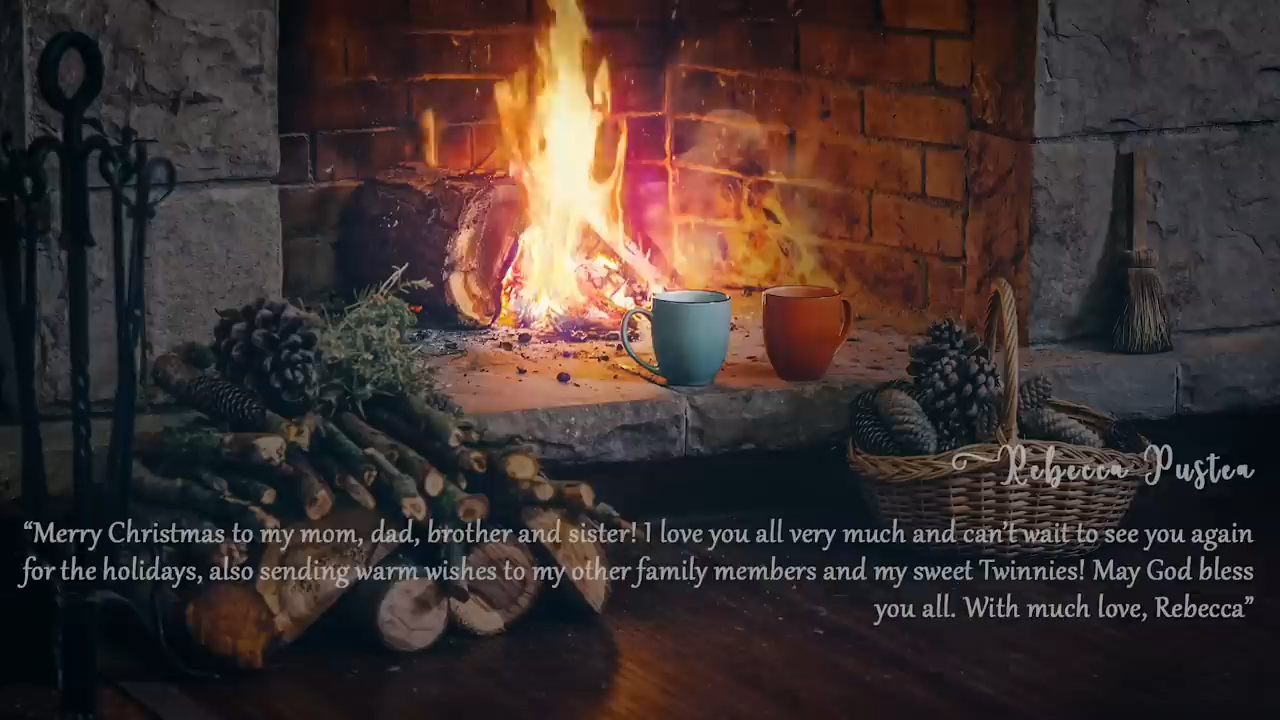 Rebecca Pustea
“Merry Christmas to my mom, dad, brother and sister! I love you all very much and can’t wait to see you again
for the holidays, also sending warm wishes to my other family members and my sweet Twinnies! May God bless
you all. With much love, Rebecca”